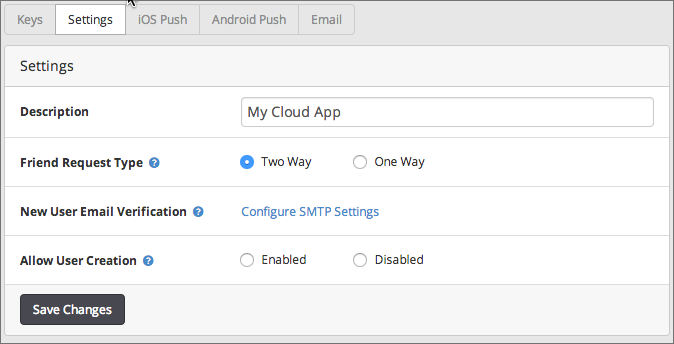 Keys Settings iOS Push Android Push Email
Settings
Description My Cloud App
Friend Request Type ? Two Way One Way
New User Email Verification ? Configure SMTP Settings
Allow User Creation ? Enabled Disabled
Save Changes